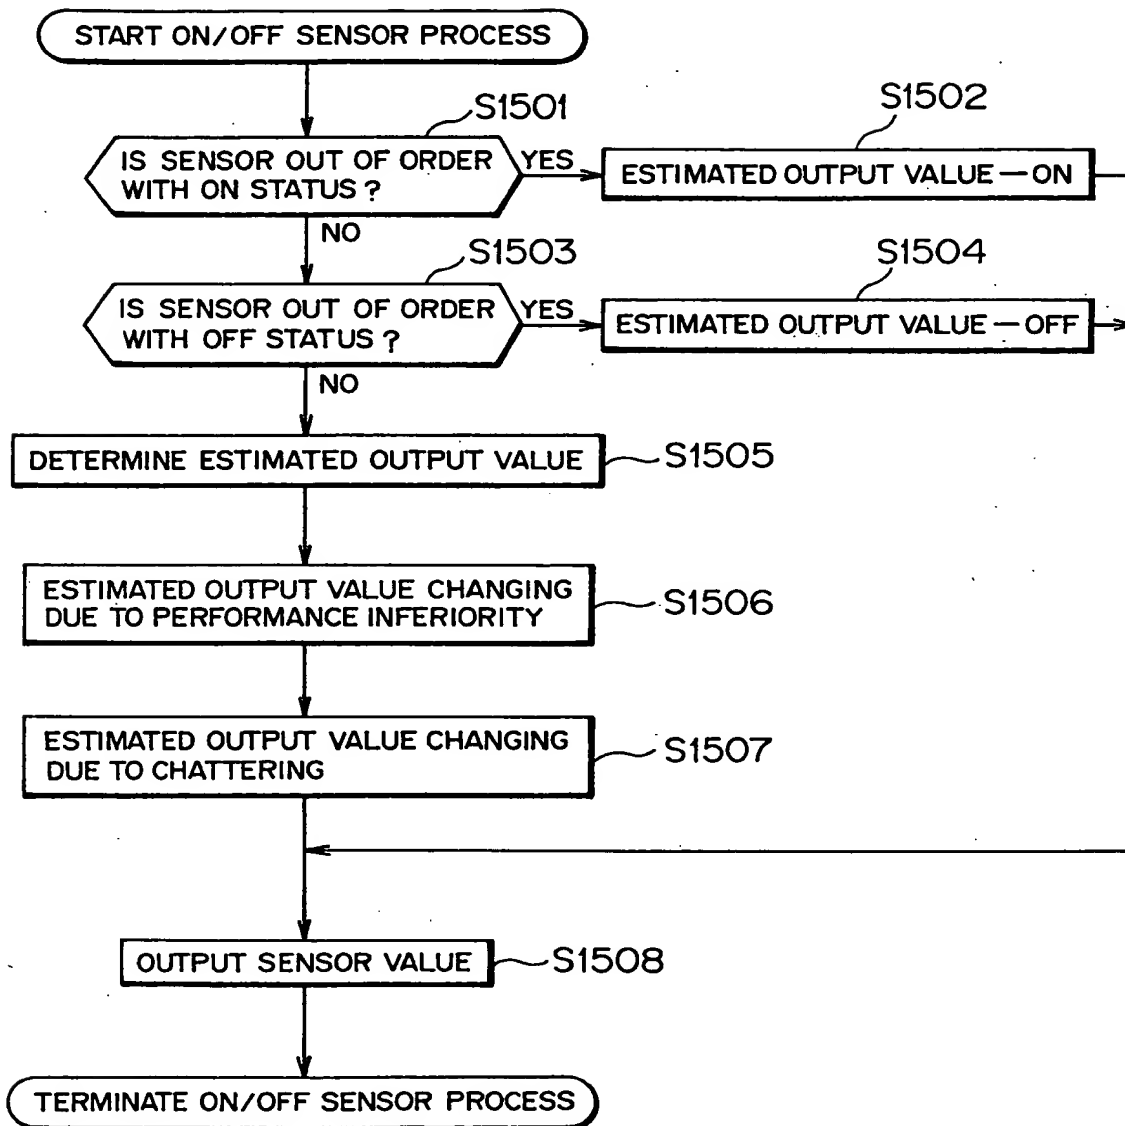 START ON/OFF SENSOR PROCESS
S1501
IS SENSOR OUT OF ORDER
WITH ON STATUS ?
YES
S1502
ESTIMATED OUTPUT VALUE — ON
NO
S1503
IS SENSOR OUT OF ORDER
WITH OFF STATUS ?
YES
S1504
ESTIMATED OUTPUT VALUE — OFF
NO
DETERMINE ESTIMATED OUTPUT VALUE
S1505
ESTIMATED OUTPUT VALUE CHANGING
DUE TO PERFORMANCE INFERIORITY
S1506
ESTIMATED OUTPUT VALUE CHANGING
DUE TO CHATTERING
S1507
OUTPUT SENSOR VALUE
S1508
TERMINATE ON/OFF SENSOR PROCESS